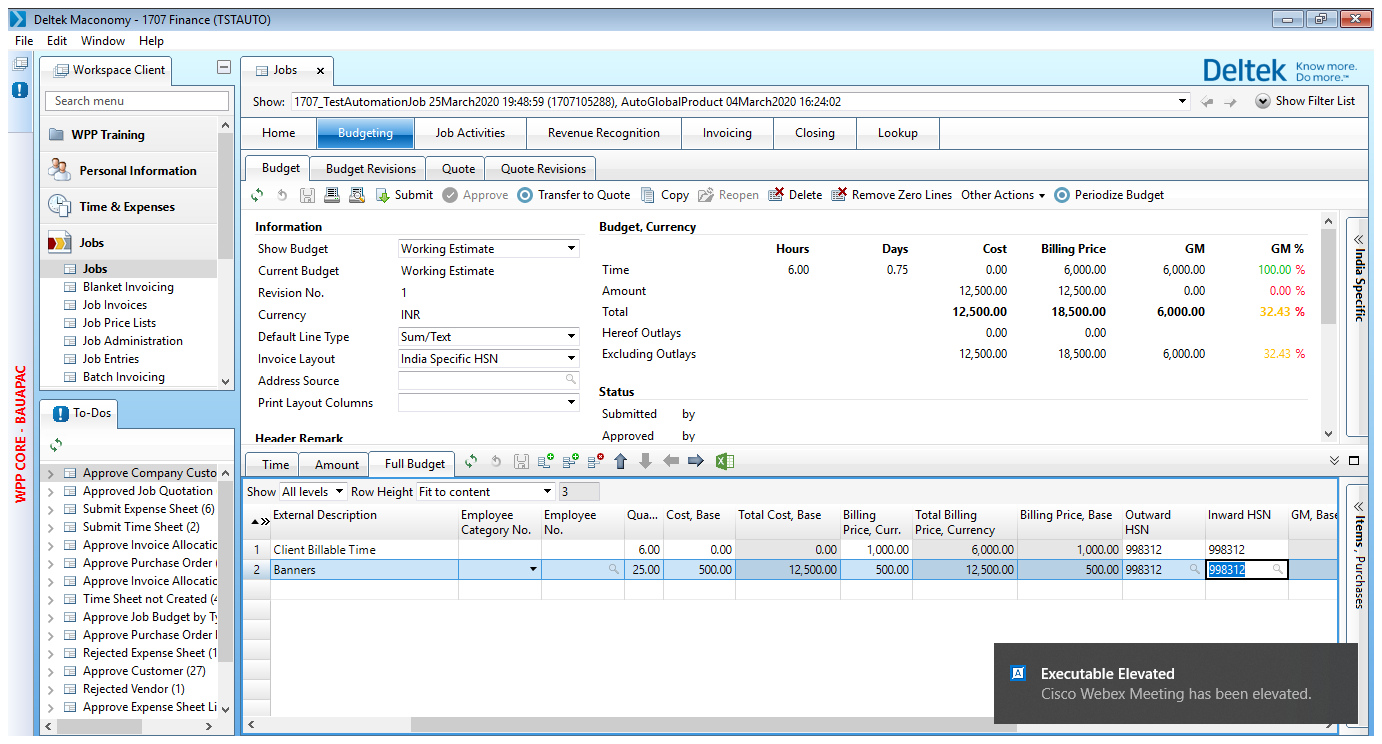 Deltek Maconomy - 1707 Finance (TSTAUTO)
File Edit Window Help
WPP CORE - BAUAPAC
Workspace Client
Search menu
WPP Training
Personal Information
Time & Expenses
Jobs
Jobs
Blanket Invoicing
Job Invoices
Job Price Lists
Job Administration
Job Entries
Batch Invoicing
To-Dos
Approve Company Custo
Approved Job Quotation
Submit Expense Sheet (6)
Submit Time Sheet (2)
Approve Invoice Allocatic
Approve Purchase Order (
Approve Invoice Allocatic
Time Sheet not Created (4
Approve Job Budget by Ty
Approve Purchase Order
Rejected Expense Sheet (1
Approve Customer (27)
Rejected Vendor (1)
Approve Expense Sheet Li
Jobs x
Deltek Know more. Do more.™
Show: 1707_TestAutomationJob 25March2020 19:48:59 (1707105288), AutoGlobalProduct 04March2020 16:24:02
Show Filter List
Home Budgeting Job Activities Revenue Recognition Invoicing Closing Lookup
Budget Budget Revisions Quote Quote Revisions
Submit Approve Transfer to Quote Copy Reopen Delete Remove Zero Lines Other Actions Periodize Budget
Information
Show Budget Working Estimate
Current Budget Working Estimate
Revision No. 1
Currency INR
Default Line Type Sum/Text
Invoice Layout India Specific HSN
Address Source
Print Layout Columns
Header Remark
Budget, Currency
Hours Days Cost Billing Price GM GM %
Time 6.00 0.75 0.00 6,000.00 6,000.00 100.00 %
Amount 12,500.00 12,500.00 0.00 0.00 %
Total 12,500.00 18,500.00 6,000.00 32.43 %
Hereof Outlays 0.00 0.00
Excluding Outlays 12,500.00 18,500.00 6,000.00 32.43 %
Status
Submitted by
Approved by
India Specific
Time Amount Full Budget
Show All levels Row Height Fit to content 3
External Description Employee Category No. Employee No. Qua... Cost, Base Total Cost, Base Billing Price, Curr. Total Billing Price, Currency Billing Price, Base Outward HSN Inward HSN GM, Base
1 Client Billable Time 6.00 0.00 0.00 1,000.00 6,000.00 1,000.00 998312 998312
2 Banners 25.00 500.00 12,500.00 500.00 12,500.00 500.00 998312 998312
Items, Purchases
Executable Elevated
Cisco Webex Meeting has been elevated.